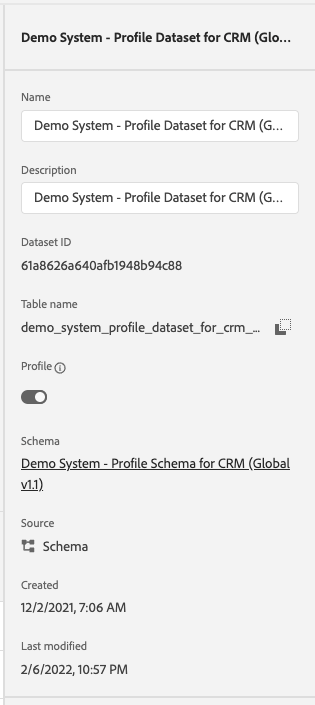 Demo System - Profile Dataset for CRM (Glo...
Name
Demo System - Profile Dataset for CRM (G...
Description
Demo System - Profile Dataset for CRM (G...
Dataset ID
61a8626a640afb1948b94c88
Table name
demo_system_profile_dataset_for_crm_...
Profile
Schema
Demo System - Profile Schema for CRM (Global
v1.1)
Source
Schema
Created
12/2/2021, 7:06 AM
Last modified
2/6/2022, 10:57 PM